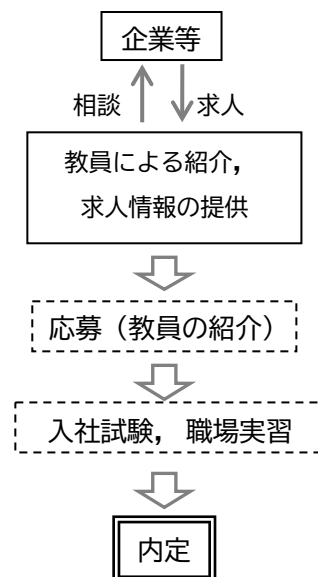 企業等
相談 求人
教員による紹介，
求人情報の提供
応募（教員の紹介）
入社試験， 職場実習
内定